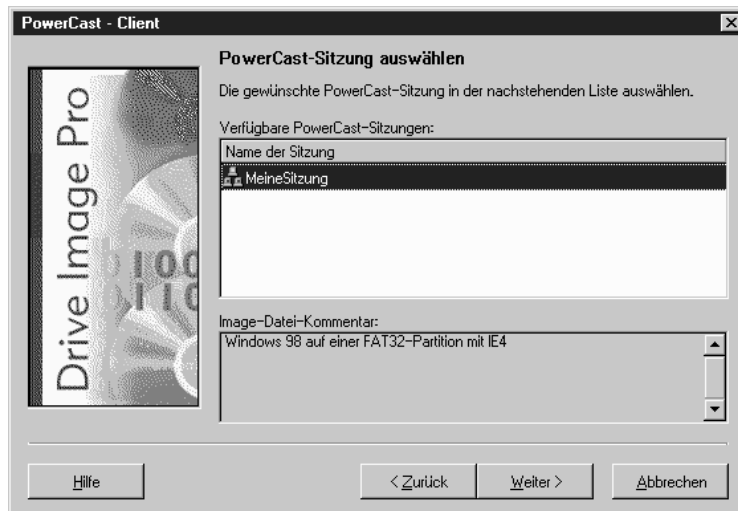 PowerCast - Client
Drive Image Pro
100
110
PowerCast-Sitzung auswählen
Die gewünschte PowerCast-Sitzung in der nachstehenden Liste auswählen.
Verfügbare PowerCast-Sitzungen:
Name der Sitzung
MeineSitzung
Image-Datei-Kommentar:
Windows 98 auf einer FAT32-Partition mit IE4
Hilfe
< Zurück
Weiter >
Abbrechen